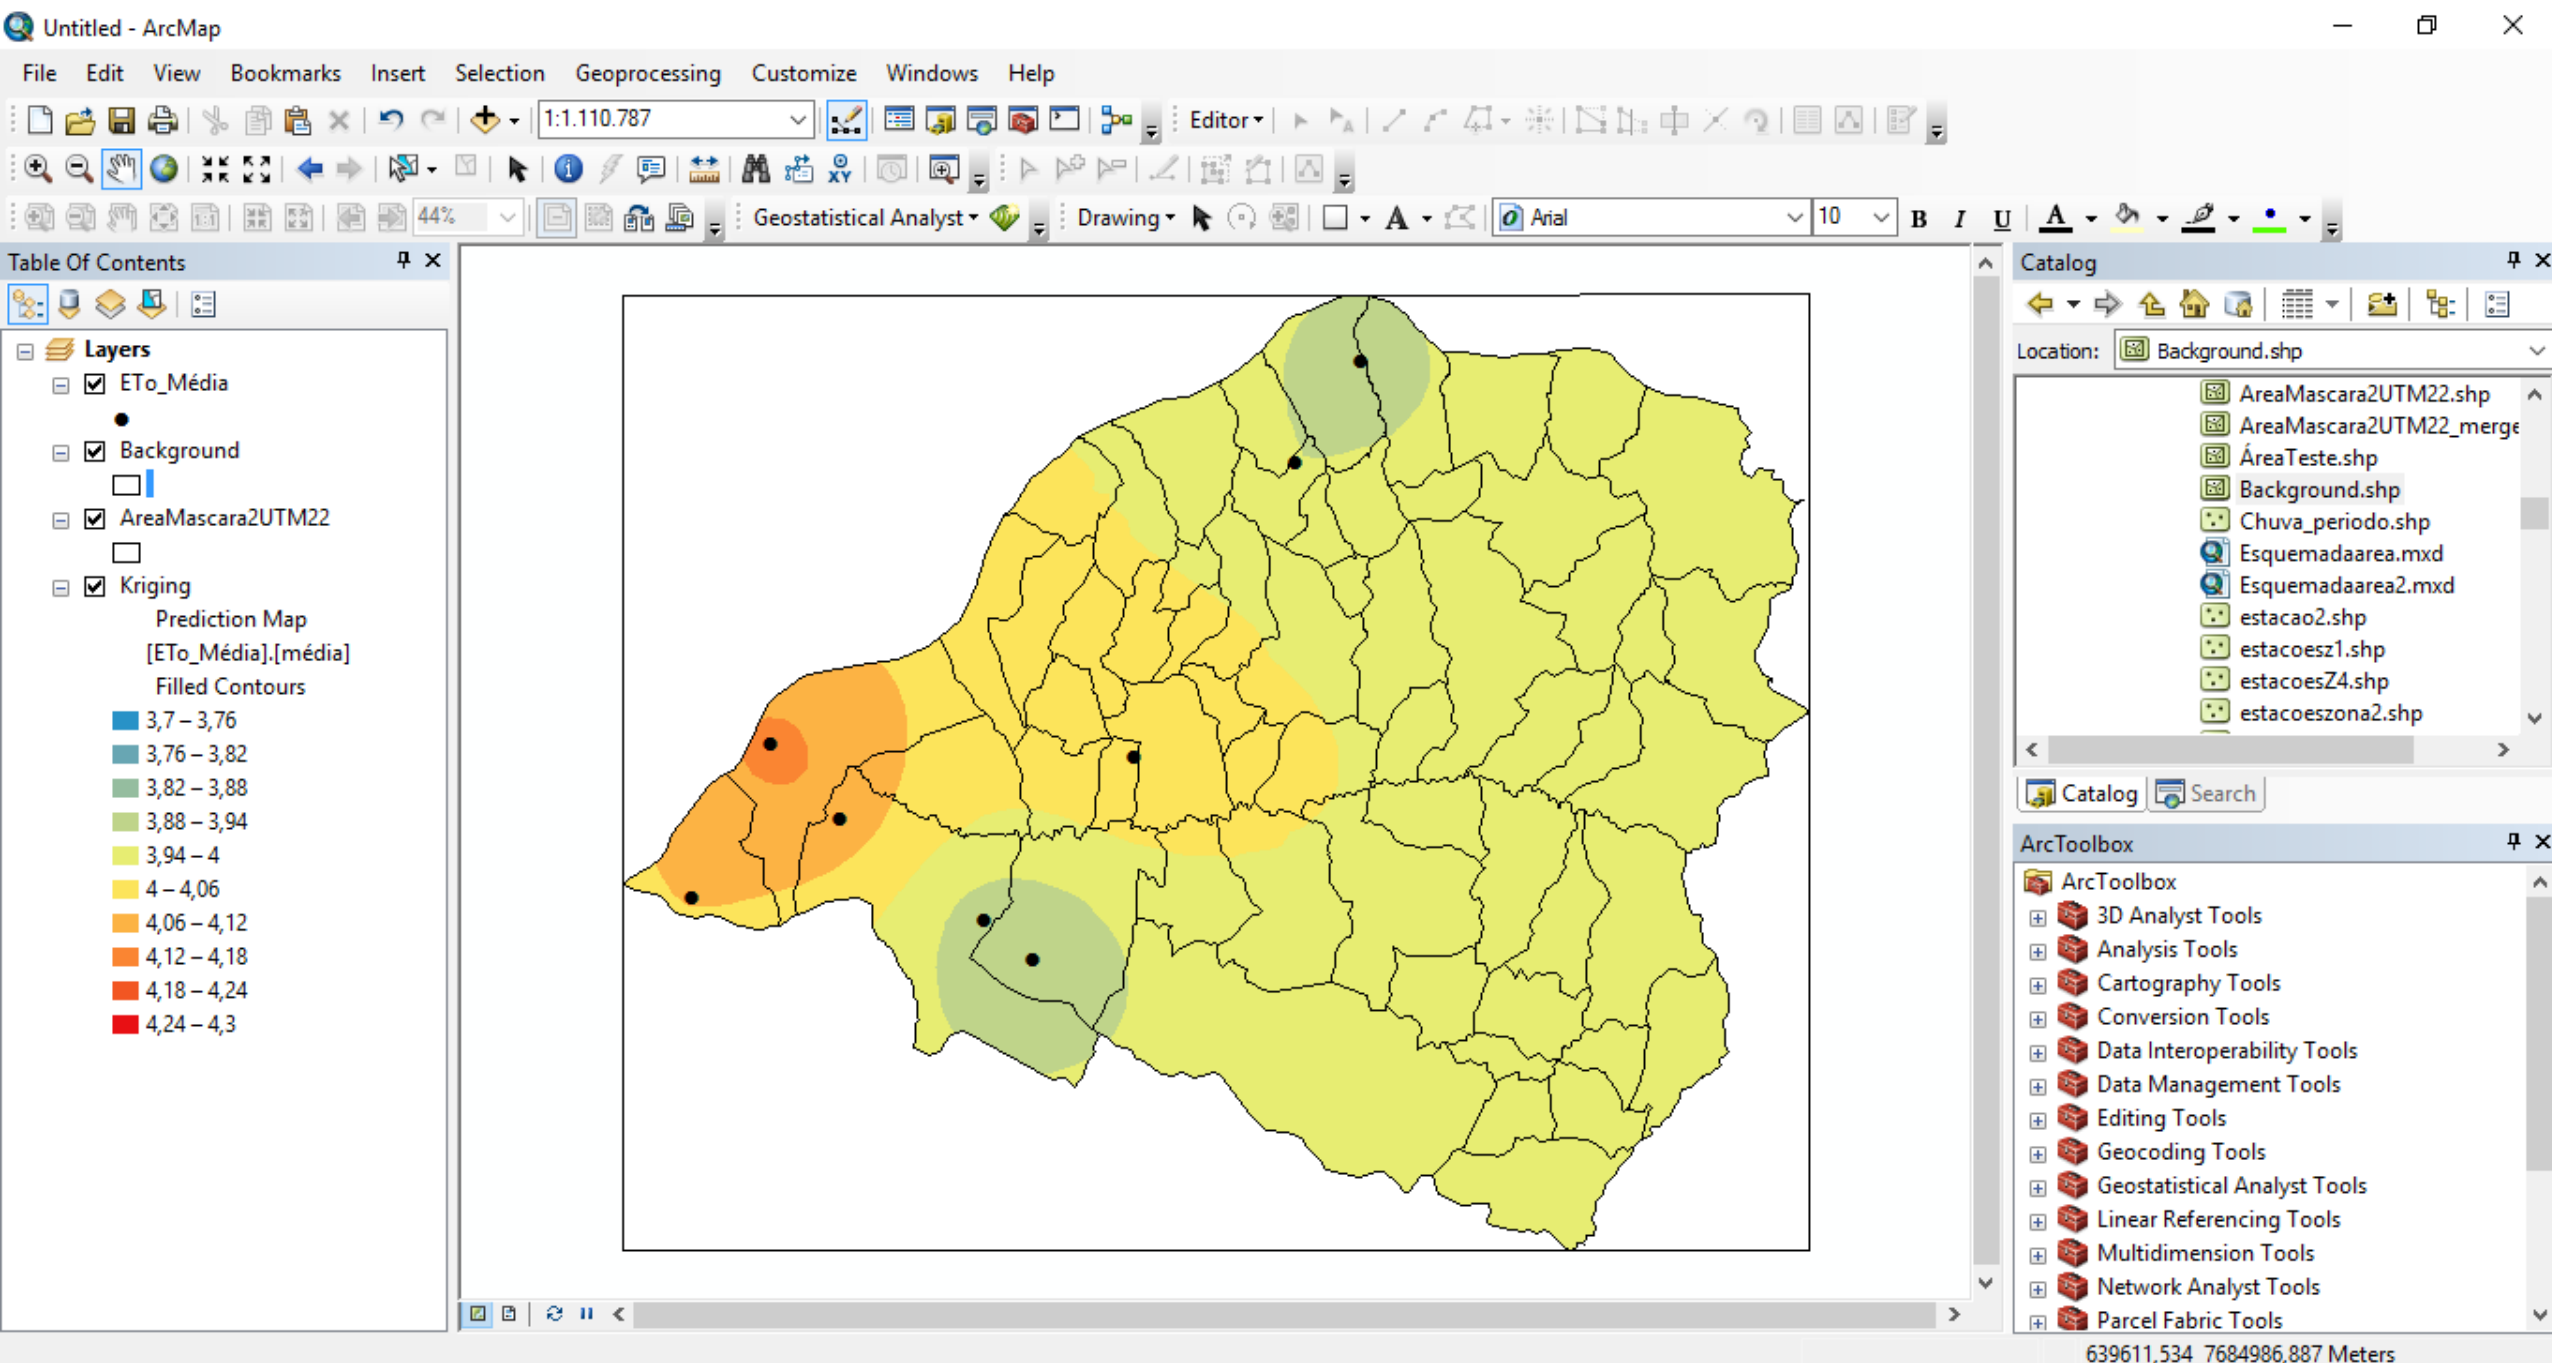 Untitled - ArcMap
File Edit View Bookmarks Insert Selection Geoprocessing Customize Windows Help
1:1.110.787 Editor
XY
1:1 44% Geostatistical Analyst Drawing A Arial 10 B I U A
Table Of Contents
Layers
ETo_Média
Background
AreaMascara2UTM22
Kriging
Prediction Map
[ETo_Média].[média]
Filled Contours
3,7 – 3,76
3,76 – 3,82
3,82 – 3,88
3,88 – 3,94
3,94 – 4
4 – 4,06
4,06 – 4,12
4,12 – 4,18
4,18 – 4,24
4,24 – 4,3
Catalog
Location: Background.shp
AreaMascara2UTM22.shp
AreaMascara2UTM22_merge
ÁreaTeste.shp
Background.shp
Chuva_periodo.shp
Esquemadaarea.mxd
Esquemadaarea2.mxd
estacao2.shp
estacoesz1.shp
estacoesZ4.shp
estacoeszona2.shp
Catalog Search
ArcToolbox
ArcToolbox
3D Analyst Tools
Analysis Tools
Cartography Tools
Conversion Tools
Data Interoperability Tools
Data Management Tools
Editing Tools
Geocoding Tools
Geostatistical Analyst Tools
Linear Referencing Tools
Multidimension Tools
Network Analyst Tools
Parcel Fabric Tools
639611,534 7684986,887 Meters